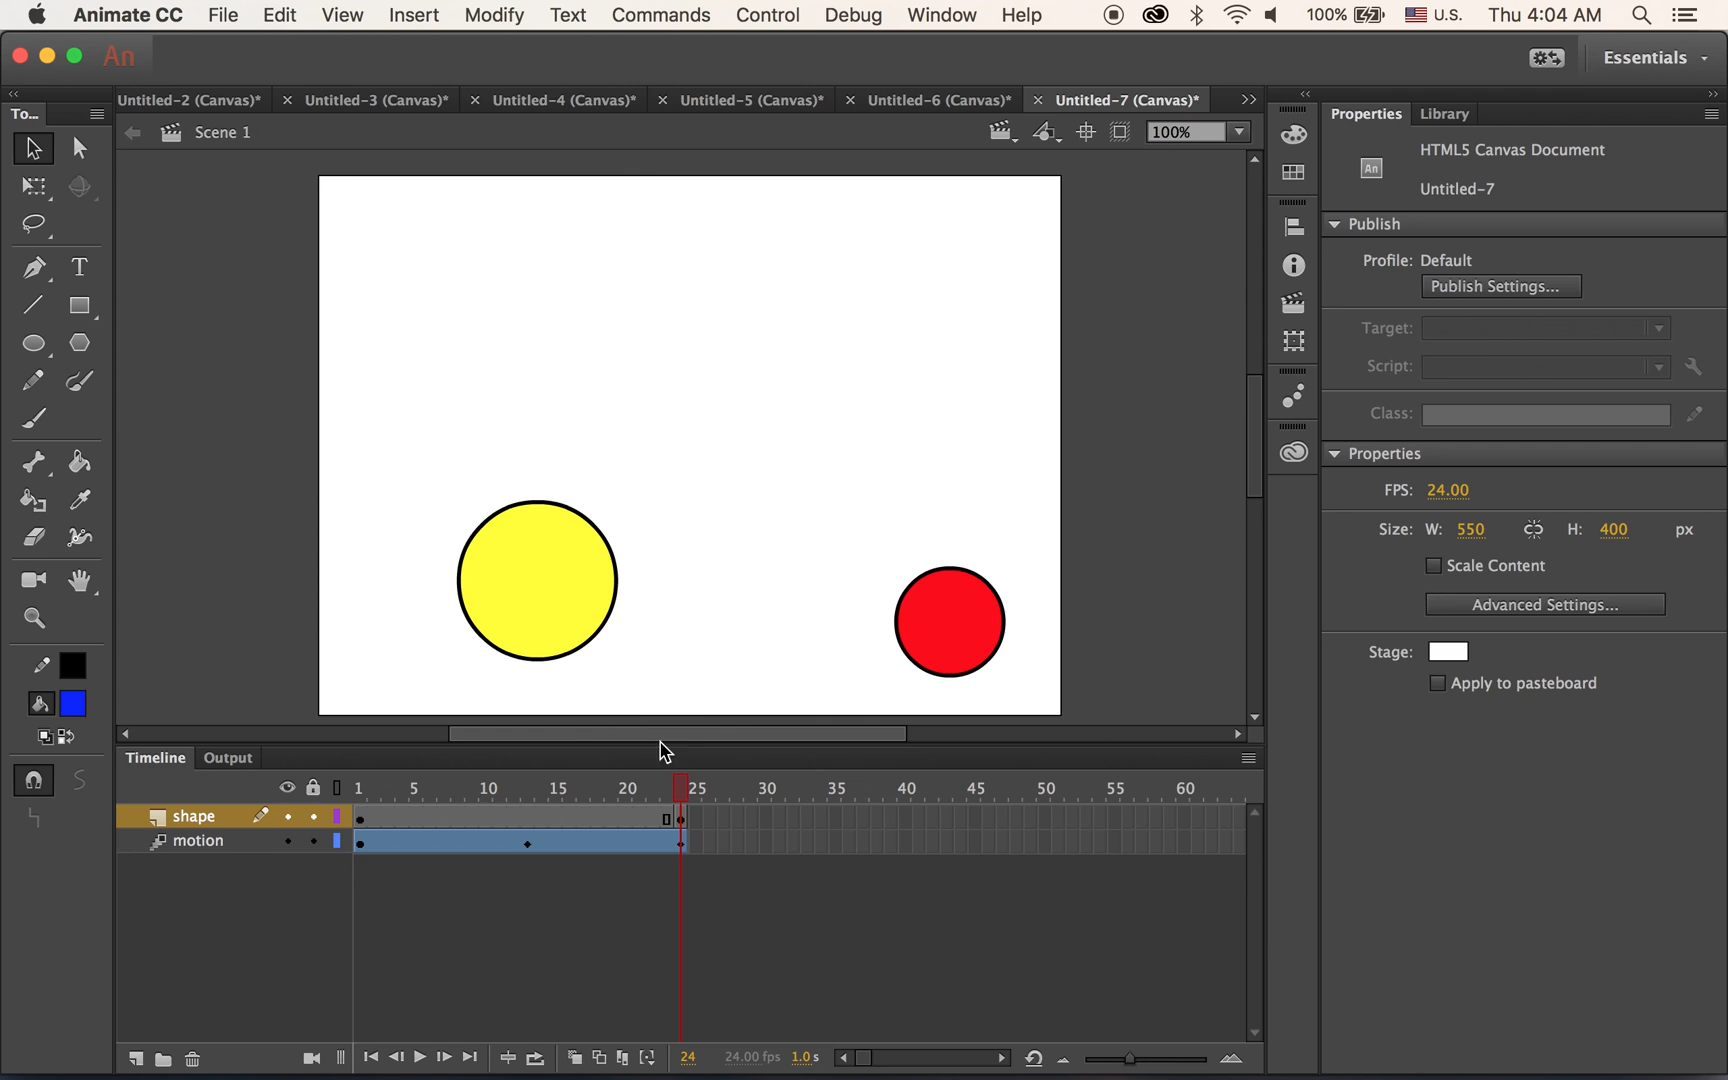 Animate CC File Edit View Insert Modify Text Commands Control Debug Window Help 100% U.S. Thu 4:04 AM
An Essentials
To... Untitled-2 (Canvas)* × Untitled-3 (Canvas)* × Untitled-4 (Canvas)* × Untitled-5 (Canvas)* × Untitled-6 (Canvas)* × Untitled-7 (Canvas)*
Scene 1 100%
Properties Library
HTML5 Canvas Document
An
Untitled-7
Publish
Profile: Default
Publish Settings...
Target:
Script:
Class:
Properties
FPS: 24.00
Size: W: 550 H: 400 px
Scale Content
Advanced Settings...
Stage:
Apply to pasteboard
T
Timeline Output
1 5 10 15 20 25 30 35 40 45 50 55 60
shape
motion
24 24.00 fps 1.0 s